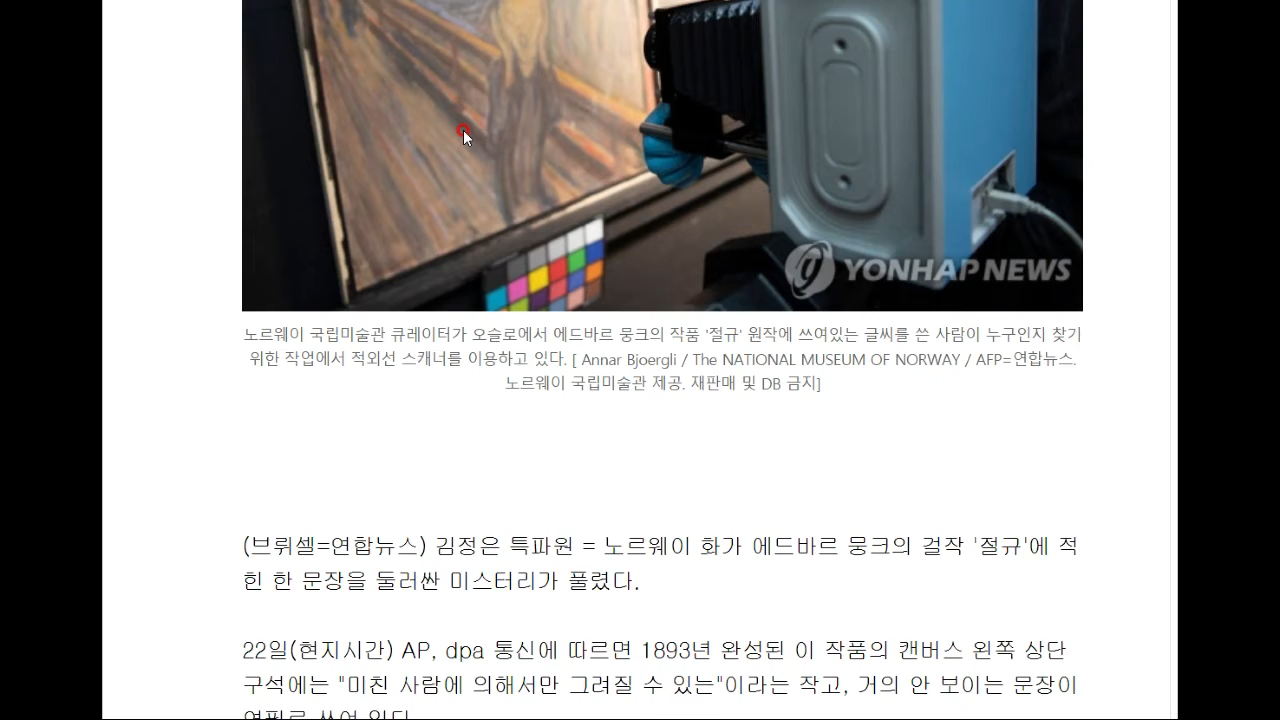 YONHAP NEWS
노르웨이 국립미술관 큐레이터가 오슬로에서 에드바르 뭉크의 작품 '절규' 원작에 쓰여있는 글씨를 쓴 사람이 누구인지 찾기
위한 작업에서 적외선 스캐너를 이용하고 있다. [ Annar Bjoergli / The NATIONAL MUSEUM OF NORWAY / AFP=연합뉴스.
노르웨이 국립미술관 제공. 재판매 및 DB 금지]
(브뤼셀=연합뉴스) 김정은 특파원 = 노르웨이 화가 에드바르 뭉크의 걸작 '절규'에 적
힌 한 문장을 둘러싼 미스터리가 풀렸다.
22일(현지시간) AP, dpa 통신에 따르면 1893년 완성된 이 작품의 캔버스 왼쪽 상단
구석에는 "미친 사람에 의해서만 그려질 수 있는"이라는 작고, 거의 안 보이는 문장이